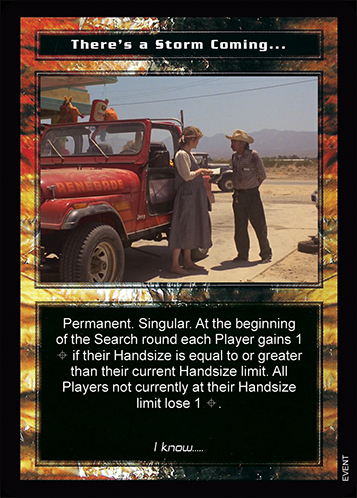 There's a Storm Coming...
RENEGADE
Permanent. Singular. At the beginning
of the Search round each Player gains 1
⌖ if their Handsize is equal to or greater
than their current Handsize limit. All
Players not currently at their Handsize
limit lose 1 ⌖.
I know.....
EVENT